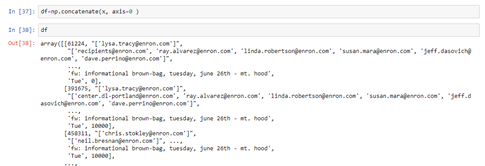 In [37]: df=np.concatenate(x, axis=0 )
In [38]: df
Out[38]: array([[61224, "['lysa.tracy@enron.com']",
"['recipients@enron.com', 'ray.alvarez@enron.com', 'linda.robertson@enron.com', 'susan.mara@enron.com', 'jeff.dasovich@
enron.com', 'dave.perrino@enron.com']",
...,
'fw: informational brown-bag, tuesday, june 26th - mt. hood',
'Tue', 0],
[391675, "['lysa.tracy@enron.com']",
"['center.dl-portland@enron.com', 'ray.alvarez@enron.com', 'linda.robertson@enron.com', 'susan.mara@enron.com', 'jeff.d
asovich@enron.com', 'dave.perrino@enron.com']",
...,
'fw: informational brown-bag, tuesday, june 26th - mt. hood',
'Tue', 10000],
[458311, "['chris.stokley@enron.com']",
"['neil.bresnan@enron.com']", ...,
'fw: informational brown-bag, tuesday, june 26th - mt. hood',
'Tue', 10000],
...,